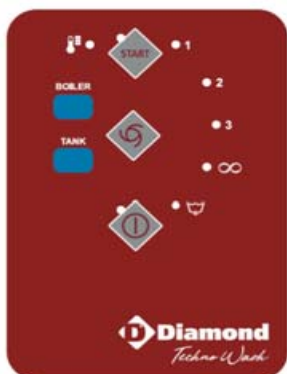 START
1
BOILER
2
3
TANK
∞
D Diamond
Techno Wash